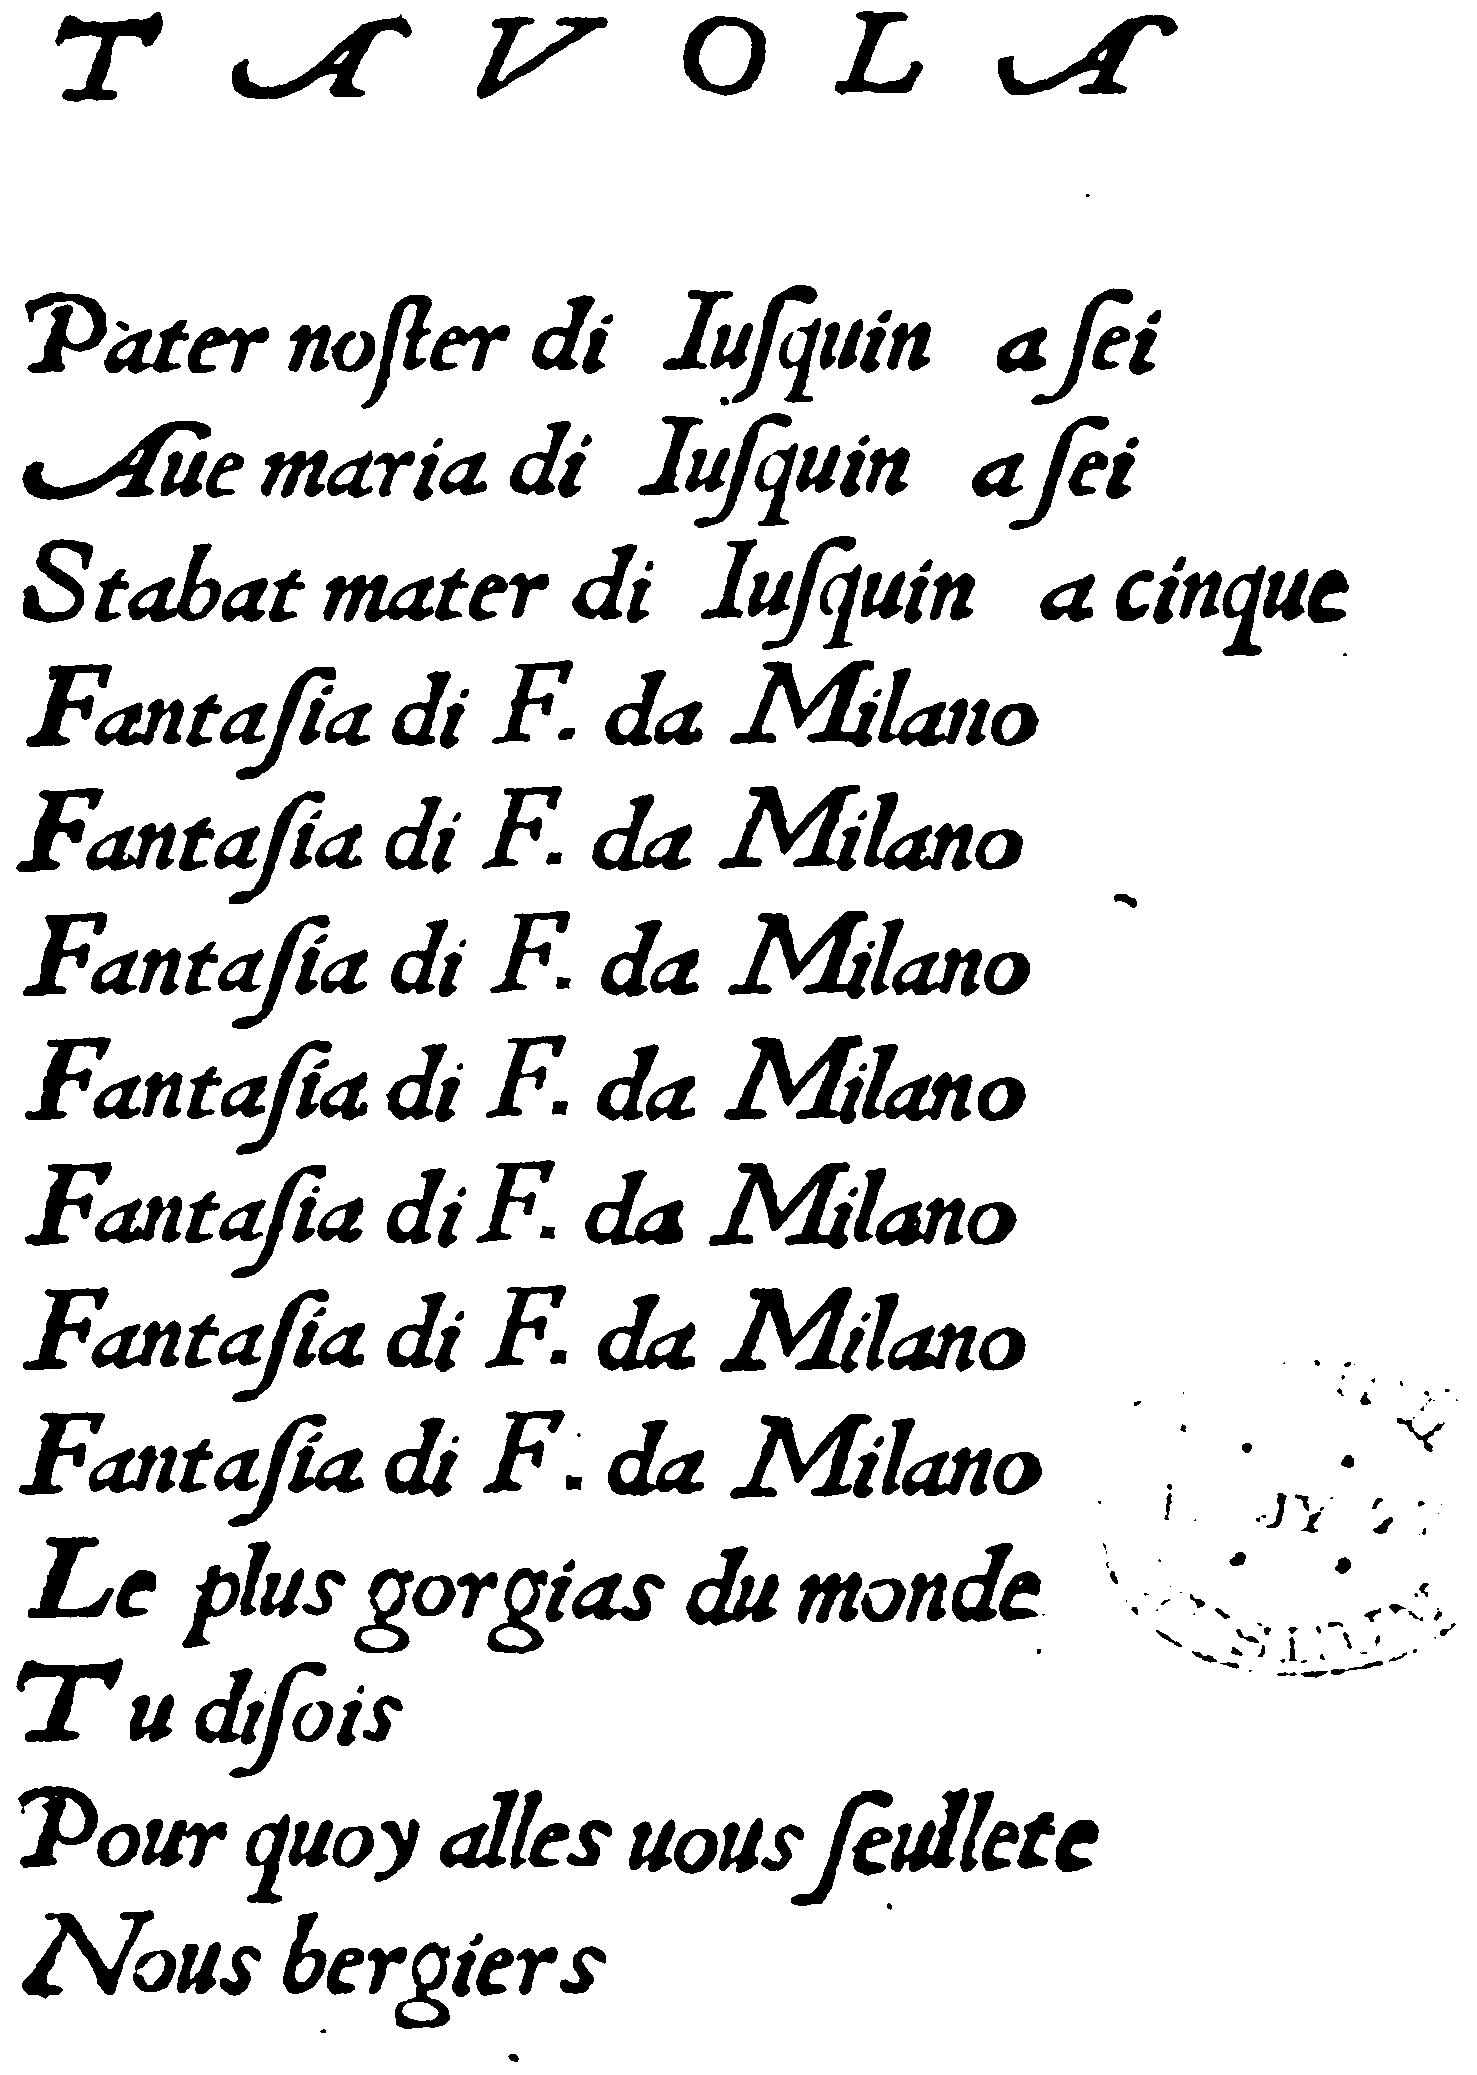 TAVOLA
Pater noſter di Iuſquin a ſei
Aue maria di Iuſquin a ſei
Stabat mater di Iuſquin a cinque
Fantaſia di F. da Milano
Fantaſia di F. da Milano
Fantaſia di F. da Milano
Fantaſia di F. da Milano
Fantaſia di F. da Milano
Fantaſia di F. da Milano
Fantaſia di F. da Milano
Le plus gorgias du monde
Tu diſois
Pour quoy alles uous ſeullete
Nous bergiers